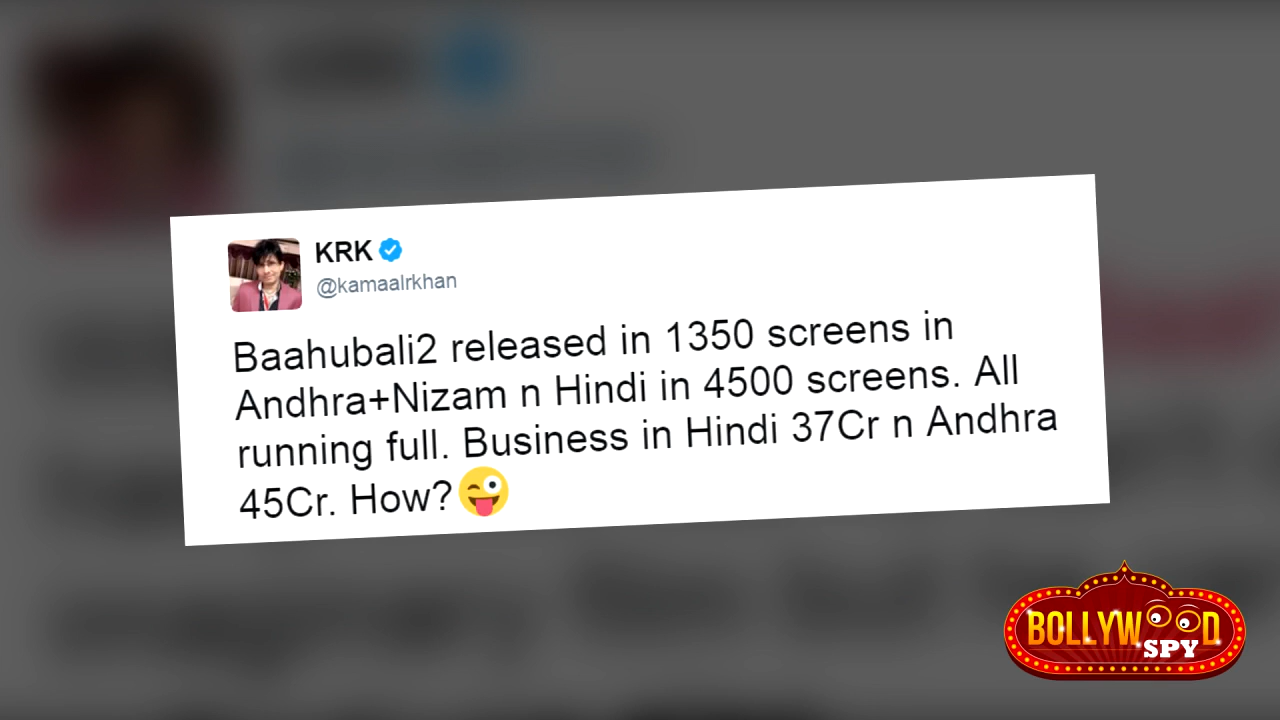 KRK
@kamaalrkhan
Baahubali2 released in 1350 screens in
Andhra+Nizam n Hindi in 4500 screens. All
running full. Business in Hindi 37Cr n Andhra
45Cr. How?😜
BOLLYWOOD
SPY